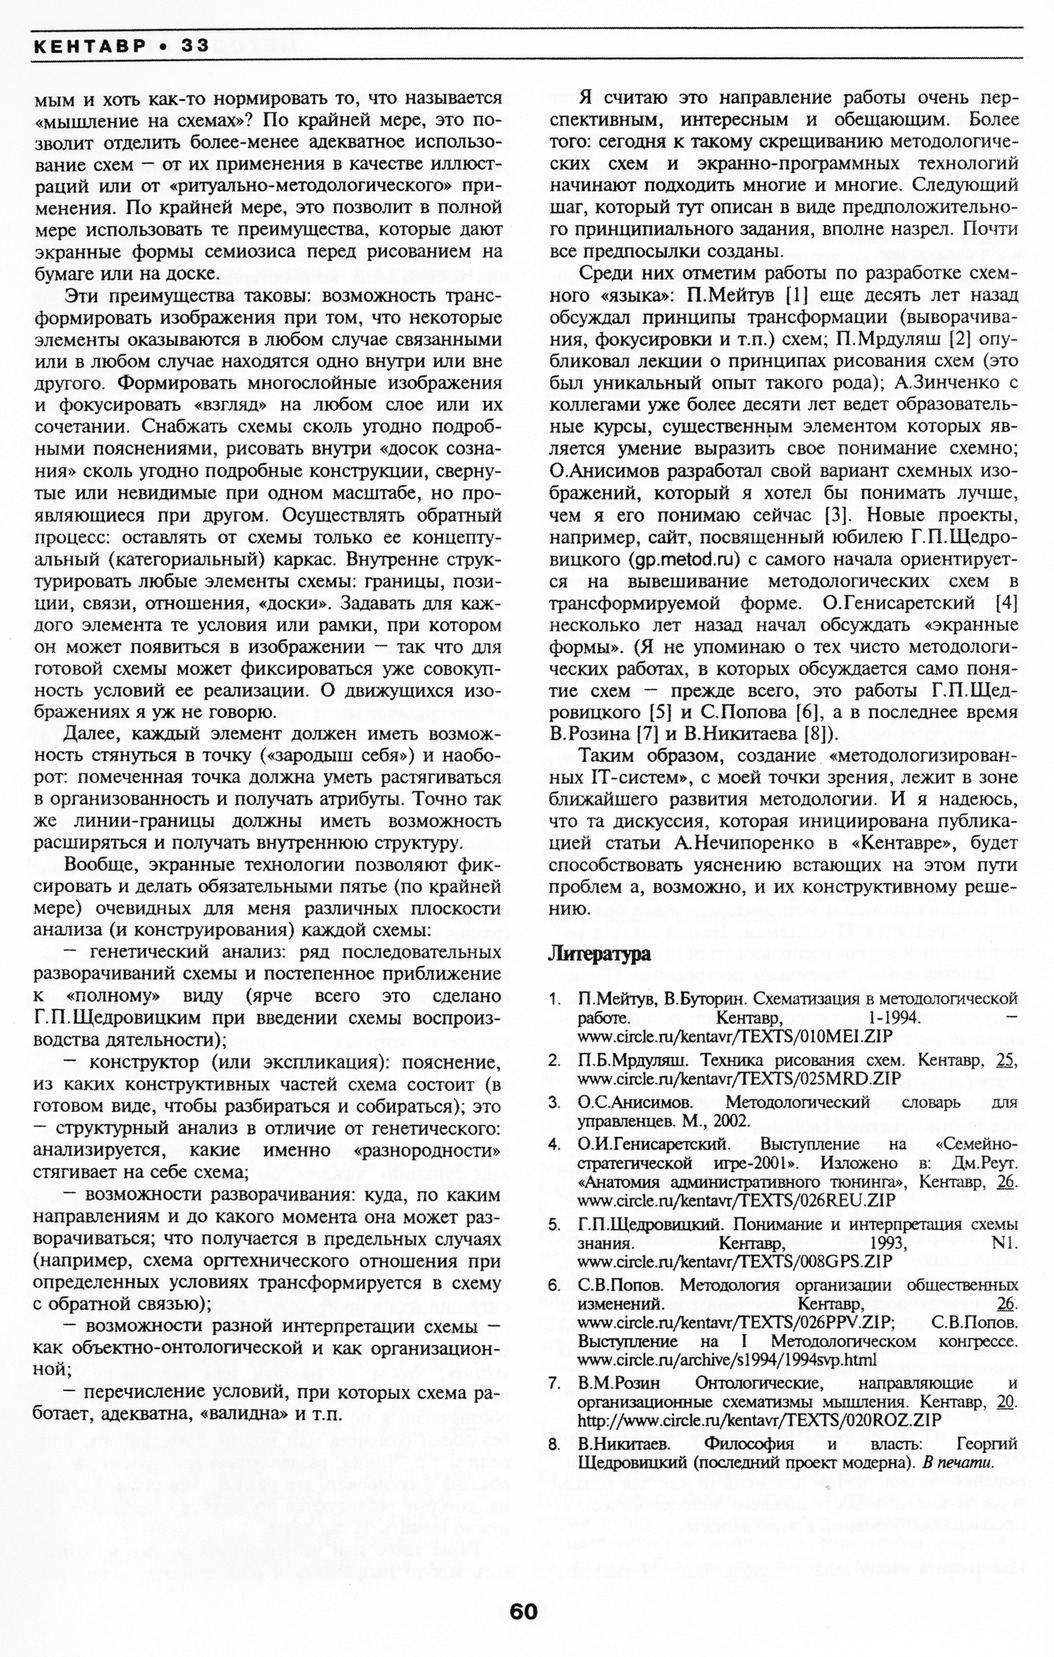 КЕНТАВР • 33
мым и хоть как-то нормировать то, что называется
«мышление на схемах»? По крайней мере, это по-
зволит отделить более-менее адекватное использо-
вание схем — от их применения в качестве иллюст-
раций или от «ритуально-методологического» при-
менения. По крайней мере, это позволит в полной
мере использовать те преимущества, которые дают
экранные формы семиозиса перед рисованием на
бумаге или на доске.
Эти преимущества таковы: возможность транс-
формировать изображения при том, что некоторые
элементы оказываются в любом случае связанными
или в любом случае находятся одно внутри или вне
другого. Формировать многослойные изображения
и фокусировать «взгляд» на любом слое или их
сочетании. Снабжать схемы сколь угодно подроб-
ными пояснениями, рисовать внутри «досок созна-
ния» сколь угодно подробные конструкции, сверну-
тые или невидимые при одном масштабе, но про-
являющиеся при другом. Осуществлять обратный
процесс: оставлять от схемы только ее концепту-
альный (категориальный) каркас. Внутренне струк-
турировать любые элементы схемы: границы, пози-
ции, связи, отношения, «доски». Задавать для каж-
дого элемента те условия или рамки, при котором
он может появиться в изображении — так что для
готовой схемы может фиксироваться уже совокуп-
ность условий ее реализации. О движущихся изо-
бражениях я уж не говорю.
Далее, каждый элемент должен иметь возмож-
ность стянуться в точку («зародыш себя») и наобо-
рот: помеченная точка должна уметь растягиваться
в организованность и получать атрибуты. Точно так
же линии-границы должны иметь возможность
расширяться и получать внутреннюю структуру.
Вообще, экранные технологии позволяют фик-
сировать и делать обязательными пятье (по крайней
мере) очевидных для меня различных плоскости
анализа (и конструирования) каждой схемы:
— генетический анализ: ряд последовательных
разворачиваний схемы и постепенное приближение
к «полному» виду (ярче всего это сделано
Г.П.Щедровицким при введении схемы воспроиз-
водства дятельности);
— конструктор (или экспликация): пояснение,
из каких конструктивных частей схема состоит (в
готовом виде, чтобы разбираться и собираться); это
— структурный анализ в отличие от генетического:
анализируется, какие именно «разнородности»
стягивает на себе схема;
— возможности разворачивания: куда, по каким
направлениям и до какого момента она может раз-
ворачиваться; что получается в предельных случаях
(например, схема оргтехнического отношения при
определенных условиях трансформируется в схему
с обратной связью);
— возможности разной интерпретации схемы —
как объектно-онтологической и как организацион-
ной;
— перечисление условий, при которых схема ра-
ботает, адекватна, «валидна» и т.п.
Я считаю это направление работы очень пер-
спективным, интересным и обещающим. Более
того: сегодня к такому скрещиванию методологиче-
ских схем и экранно-программных технологий
начинают подходить многие и многие. Следующий
шаг, который тут описан в виде предположительно-
го принципиального задания, вполне назрел. Почти
все предпосылки созданы.
Среди них отметим работы по разработке схем-
ного «языка»: П.Мейтув [1] еще десять лет назад
обсуждал принципы трансформации (выворачива-
ния, фокусировки и т.п.) схем; П.Мрдуляш [2] опу-
бликовал лекции о принципах рисования схем (это
был уникальный опыт такого рода); А.Зинченко с
коллегами уже более десяти лет ведет образователь-
ные курсы, существенным элементом которых яв-
ляется умение выразить свое понимание схемно;
О.Анисимов разработал свой вариант схемных изо-
бражений, который я хотел бы понимать лучше,
чем я его понимаю сейчас [3]. Новые проекты,
например, сайт, посвященный юбилею Г.П.Щедро-
вицкого (gp.metod.ru) с самого начала ориентирует-
ся на вывешивание методологических схем в
трансформируемой форме. О.Генисаретский [4]
несколько лет назад начал обсуждать «экранные
формы». (Я не упоминаю о тех чисто методологи-
ческих работах, в которых обсуждается само поня-
тие схем — прежде всего, это работы Г.П.Щед-
ровицкого [5] и С.Попова [6], а в последнее время
В.Розина [7] и В.Никитаева [8]).
Таким образом, создание «методологизирован-
ных IT-систем», с моей точки зрения, лежит в зоне
ближайшего развития методологии. И я надеюсь,
что та дискуссия, которая инициирована публика-
цией статьи А.Нечипоренко в «Кентавре», будет
способствовать уяснению встающих на этом пути
проблем а, возможно, и их конструктивному реше-
нию.
Литература
1. П.Мейтув, В.Буторин. Схематизация в методологической
работе. Кентавр, 1-1994. —
www.circle.ru/kentavr/TEXTS/010MEI.ZIP
2. П.Б.Мрдуляш. Техника рисования схем. Кентавр, 25,
www.circle.ru/kentavr/TEXTS/025MRD.ZIP
3. О.С.Анисимов. Методологический словарь для
управленцев. М., 2002.
4. О.И.Генисаретский. Выступление на «Семейно-
стратегической игре-2001». Изложено в: Дм.Реут.
«Анатомия административного тюнинга», Кентавр, 26.
www.circle.ru/kentavr/TEXTS/026REU.ZIP
5. Г.П.Щедровицкий. Понимание и интерпретация схемы
знания. Кентавр, 1993, N1.
www.circle.ru/kentavr/TEXTS/008GPS.ZIP
6. С.В.Попов. Методология организации общественных
изменений. Кентавр, 26.
www.circle.ru/kentavr/TEXTS/026PPV.ZIP; С.В.Попов.
Выступление на I Методологическом конгрессе.
www.circle.ru/archive/s1994/1994svp.html
7. В.М.Розин Онтологические, направляющие и
организационные схематизмы мышления. Кентавр, 20.
http://www.circle.ru/kentavr/TEXTS/020ROZ.ZIP
8. В.Никитаев. Философия и власть: Георгий
Щедровицкий (последний проект модерна). В печати.
60